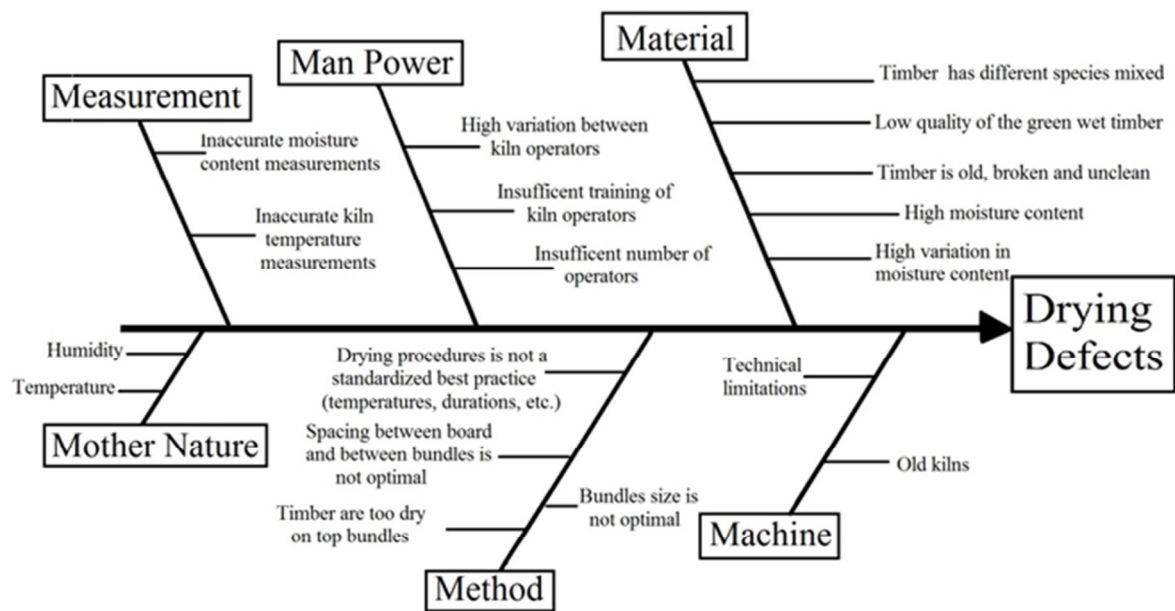 Measurement
Inaccurate moisture
content measurements
Inaccurate kiln
temperature
measurements
Man Power
High variation between
kiln operators
Insufficent training of
kiln operators
Insufficent number of
operators
Material
Timber has different species mixed
Low quality of the green wet timber
Timber is old, broken and unclean
High moisture content
High variation in
moisture content
Drying
Defects
Humidity
Temperature
Mother Nature
Drying procedures is not a
standardized best practice
(temperatures, durations, etc.)
Spacing between board
and between bundles is
not optimal
Timber are too dry
on top bundles
Bundles size is
not optimal
Method
Technical
limitations
Old kilns
Machine